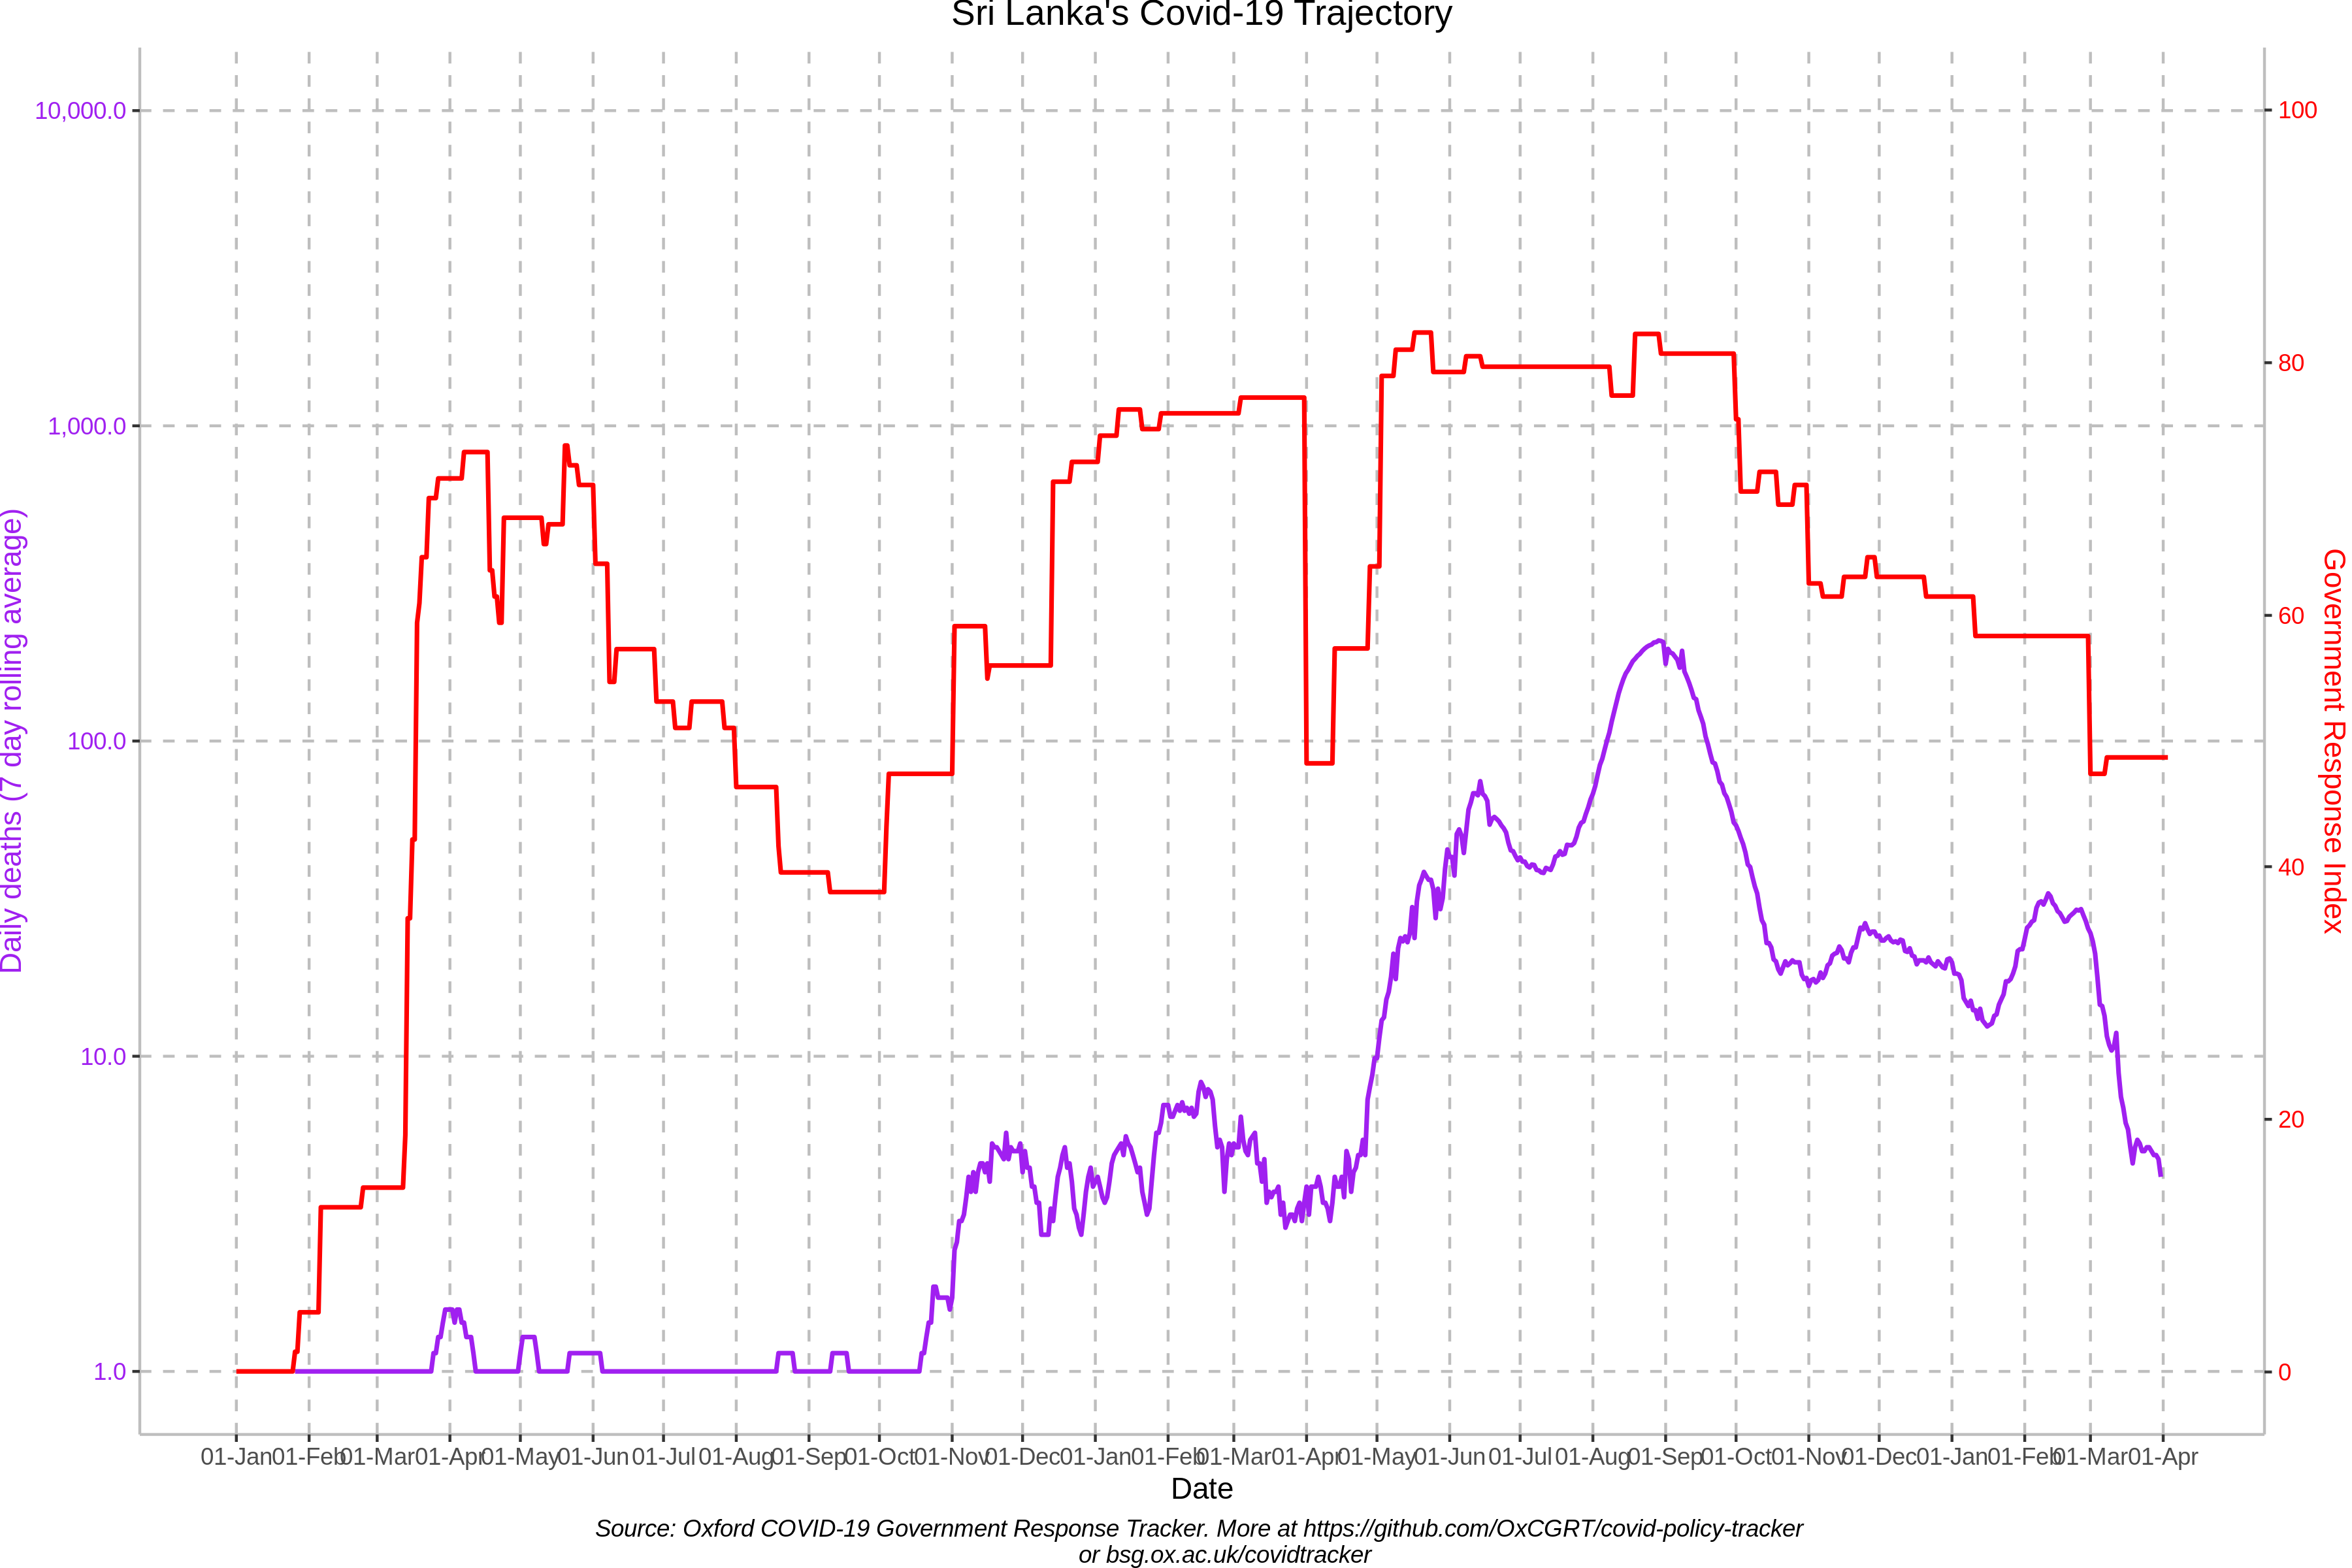 Sri Lanka's Covid-19 Trajectory
10,000.0
1,000.0
100.0
10.0
1.0
Daily deaths (7 day rolling average)
100
80
60
40
20
0
Government Response Index
01-Jan 01-Feb 01-Mar 01-Apr 01-May 01-Jun 01-Jul 01-Aug 01-Sep 01-Oct 01-Nov 01-Dec 01-Jan 01-Feb 01-Mar 01-Apr 01-May 01-Jun 01-Jul 01-Aug 01-Sep 01-Oct 01-Nov 01-Dec 01-Jan 01-Feb 01-Mar 01-Apr
Date
Source: Oxford COVID-19 Government Response Tracker. More at https://github.com/OxCGRT/covid-policy-tracker
or bsg.ox.ac.uk/covidtracker